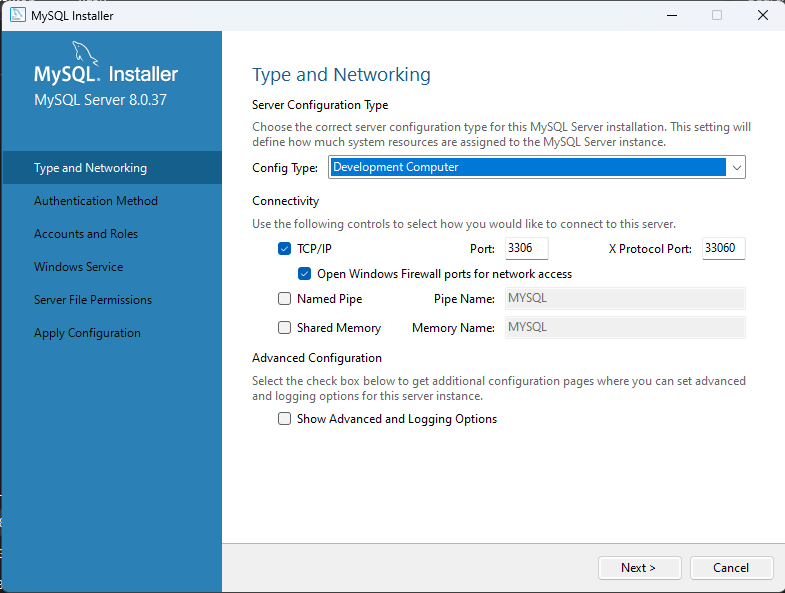 MySQL Installer
MySQL. Installer
MySQL Server 8.0.37
Type and Networking
Authentication Method
Accounts and Roles
Windows Service
Server File Permissions
Apply Configuration
Type and Networking
Server Configuration Type
Choose the correct server configuration type for this MySQL Server installation. This setting will
define how much system resources are assigned to the MySQL Server instance.
Config Type: Development Computer
Connectivity
Use the following controls to select how you would like to connect to this server.
TCP/IP Port: 3306 X Protocol Port: 33060
Open Windows Firewall ports for network access
Named Pipe Pipe Name: MYSQL
Shared Memory Memory Name: MYSQL
Advanced Configuration
Select the check box below to get additional configuration pages where you can set advanced
and logging options for this server instance.
Show Advanced and Logging Options
Next > Cancel